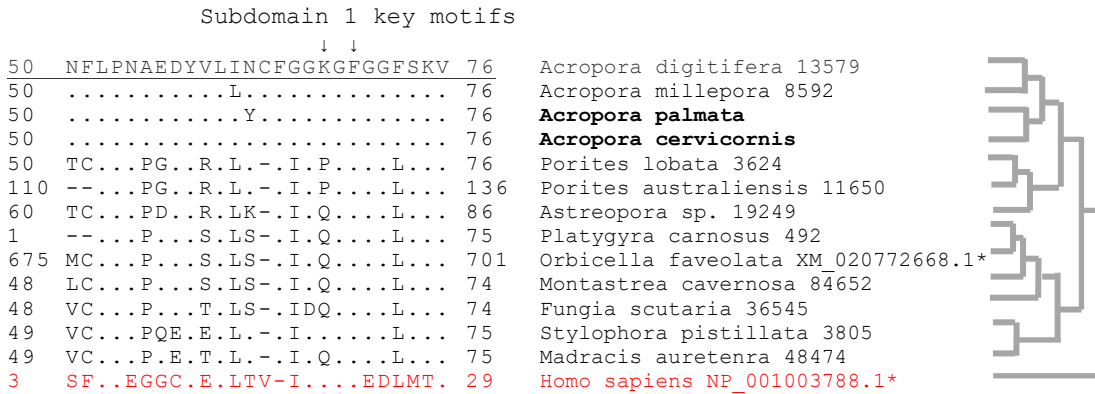 Subdomain 1 key motifs
↓ ↓
50 NFLPNAEDYVLINCFGGKGFGGFSKV 76 Acropora digitifera 13579
50 ...........L.............. 76 Acropora millepora 8592
50 ............Y............. 76 Acropora palmata
50 .......................... 76 Acropora cervicornis
50 TC...PG..R.L.-.I.P....L... 76 Porites lobata 3624
110 --...PG..R.L.-.I.P....L... 136 Porites australiensis 11650
60 TC...PD..R.LK-.I.Q....L... 86 Astreopora sp. 19249
1 --...P...S.LS-.I.Q....L... 75 Platygyra carnosus 492
675 MC...P...S.LS-.I.Q....L... 701 Orbicella faveolata XM_020772668.1*
48 LC...P...S.LS-.I.Q....L... 74 Montastrea cavernosa 84652
48 VC...P...T.LS-.IDQ....L... 74 Fungia scutaria 36545
49 VC...PQE.E.L.-.I......L... 75 Stylophora pistillata 3805
49 VC...P.E.T.L.-.I.Q....L... 75 Madracis auretenra 48474
3 SF..EGGC.E.LTV-I....EDLMT. 29 Homo sapiens NP_001003788.1*